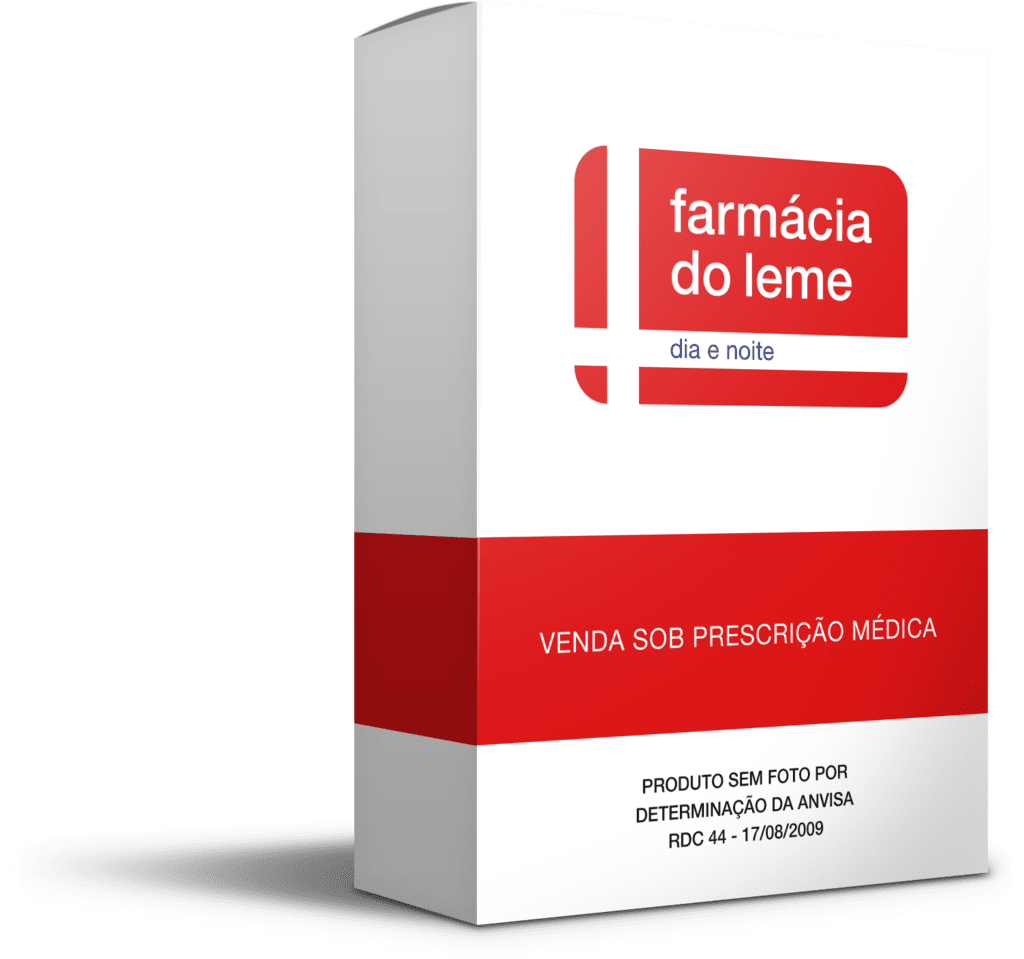 farmácia
do leme
dia e noite
VENDA SOB PRESCRIÇÃO MÉDICA
PRODUTO SEM FOTO POR
DETERMINAÇÃO DA ANVISA
RDC 44 - 17/08/2009